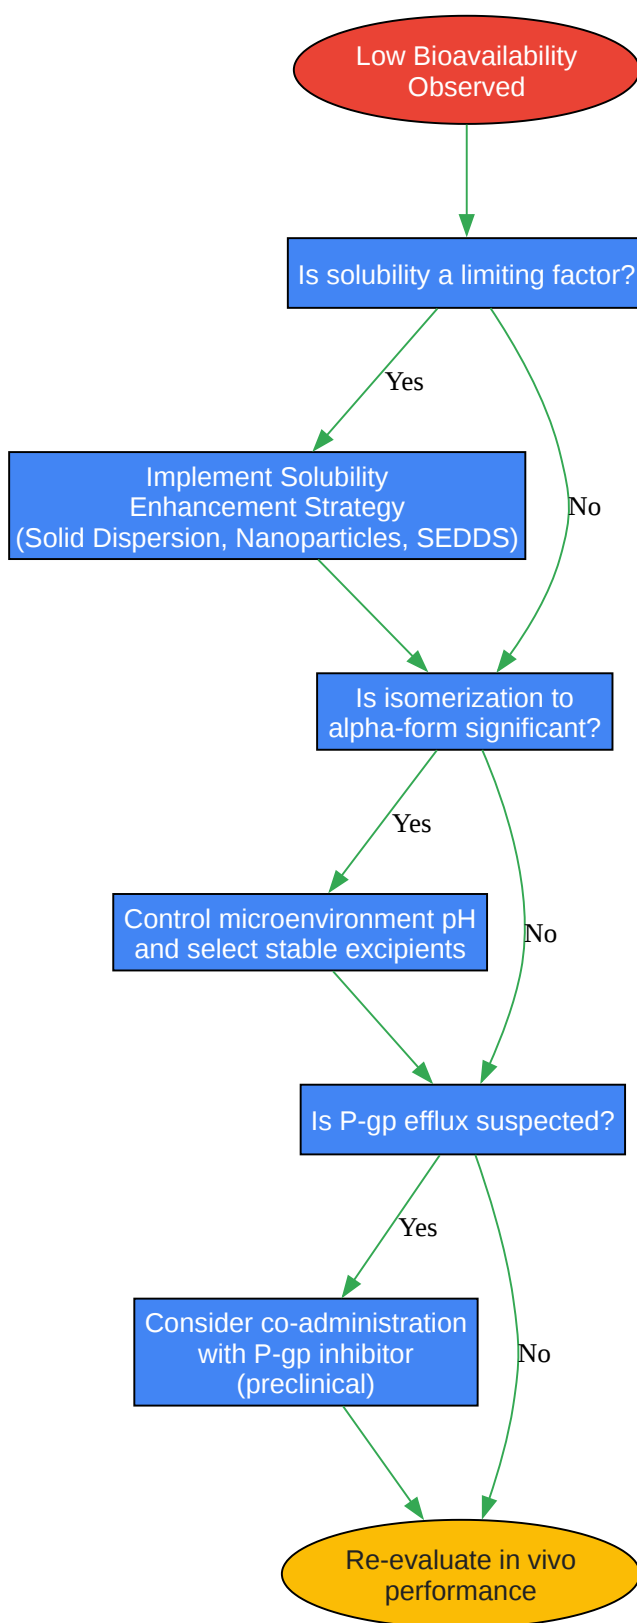 Low Bioavailability
Observed
Is solubility a limiting factor?
Yes
Implement Solubility
Enhancement Strategy
(Solid Dispersion, Nanoparticles, SEDDS)
No
Is isomerization to
alpha-form significant?
Yes
Control microenvironment pH
and select stable excipients
No
Is P-gp efflux suspected?
Yes
Consider co-administration
with P-gp inhibitor
(preclinical)
No
Re-evaluate in vivo
performance